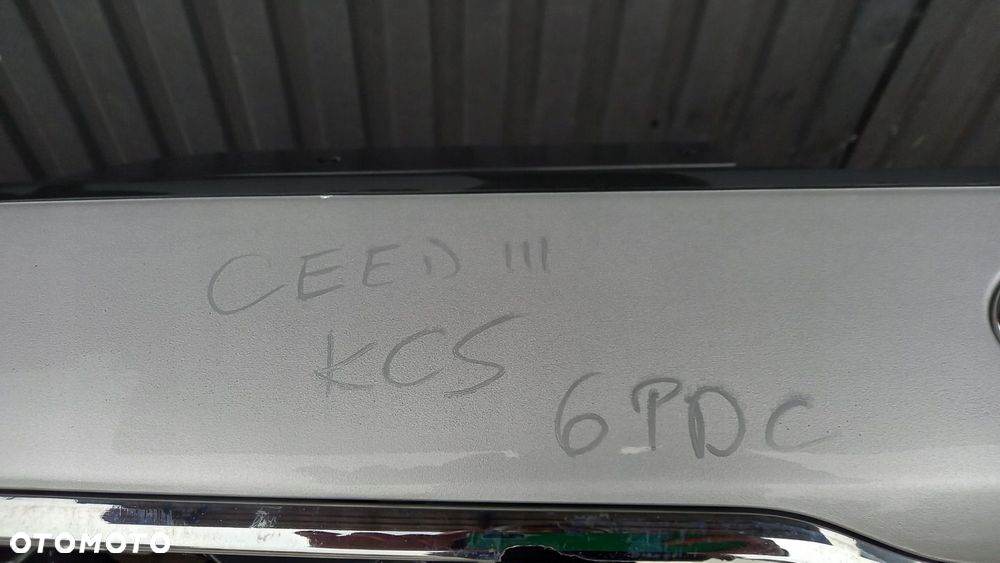 CEED III
KCS
6PDC
OTOMOTO